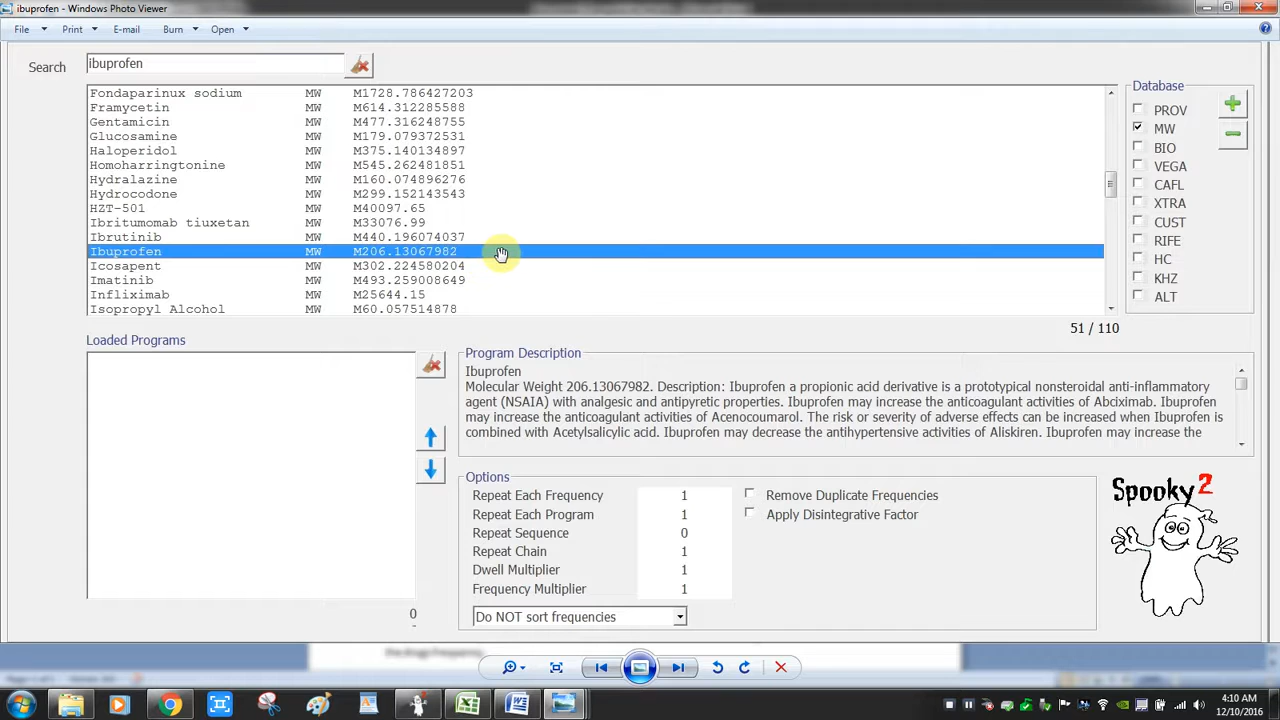 ibuprofen - Windows Photo Viewer
File Print E-mail Burn Open
Search ibuprofen
Fondaparinux sodium MW M1728.786427203
Framycetin MW M614.312285588
Gentamicin MW M477.316248755
Glucosamine MW M179.079372531
Haloperidol MW M375.140134897
Homoharringtonine MW M545.262481851
Hydralazine MW M160.074896276
Hydrocodone MW M299.152143543
HZT-501 MW M40097.65
Ibritumomab tiuxetan MW M33076.99
Ibrutinib MW M440.196074037
Ibuprofen MW M206.13067982
Icosapent MW M302.224580204
Imatinib MW M493.259008649
Infliximab MW M25644.15
Isopropyl Alcohol MW M60.057514878
Database
PROV
MW
BIO
VEGA
CAFL
XTRA
CUST
RIFE
HC
KHZ
ALT
51 / 110
Loaded Programs
0
Program Description
Ibuprofen
Molecular Weight 206.13067982. Description: Ibuprofen a propionic acid derivative is a prototypical nonsteroidal anti-inflammatory
agent (NSAIA) with analgesic and antipyretic properties. Ibuprofen may increase the anticoagulant activities of Abciximab. Ibuprofen
may increase the anticoagulant activities of Acenocoumarol. The risk or severity of adverse effects can be increased when Ibuprofen is
combined with Acetylsalicylic acid. Ibuprofen may decrease the antihypertensive activities of Aliskiren. Ibuprofen may increase the
Options
Repeat Each Frequency 1
Repeat Each Program 1
Repeat Sequence 0
Repeat Chain 1
Dwell Multiplier 1
Frequency Multiplier 1
Do NOT sort frequencies
Remove Duplicate Frequencies
Apply Disintegrative Factor
Spooky2
4:10 AM
12/10/2016